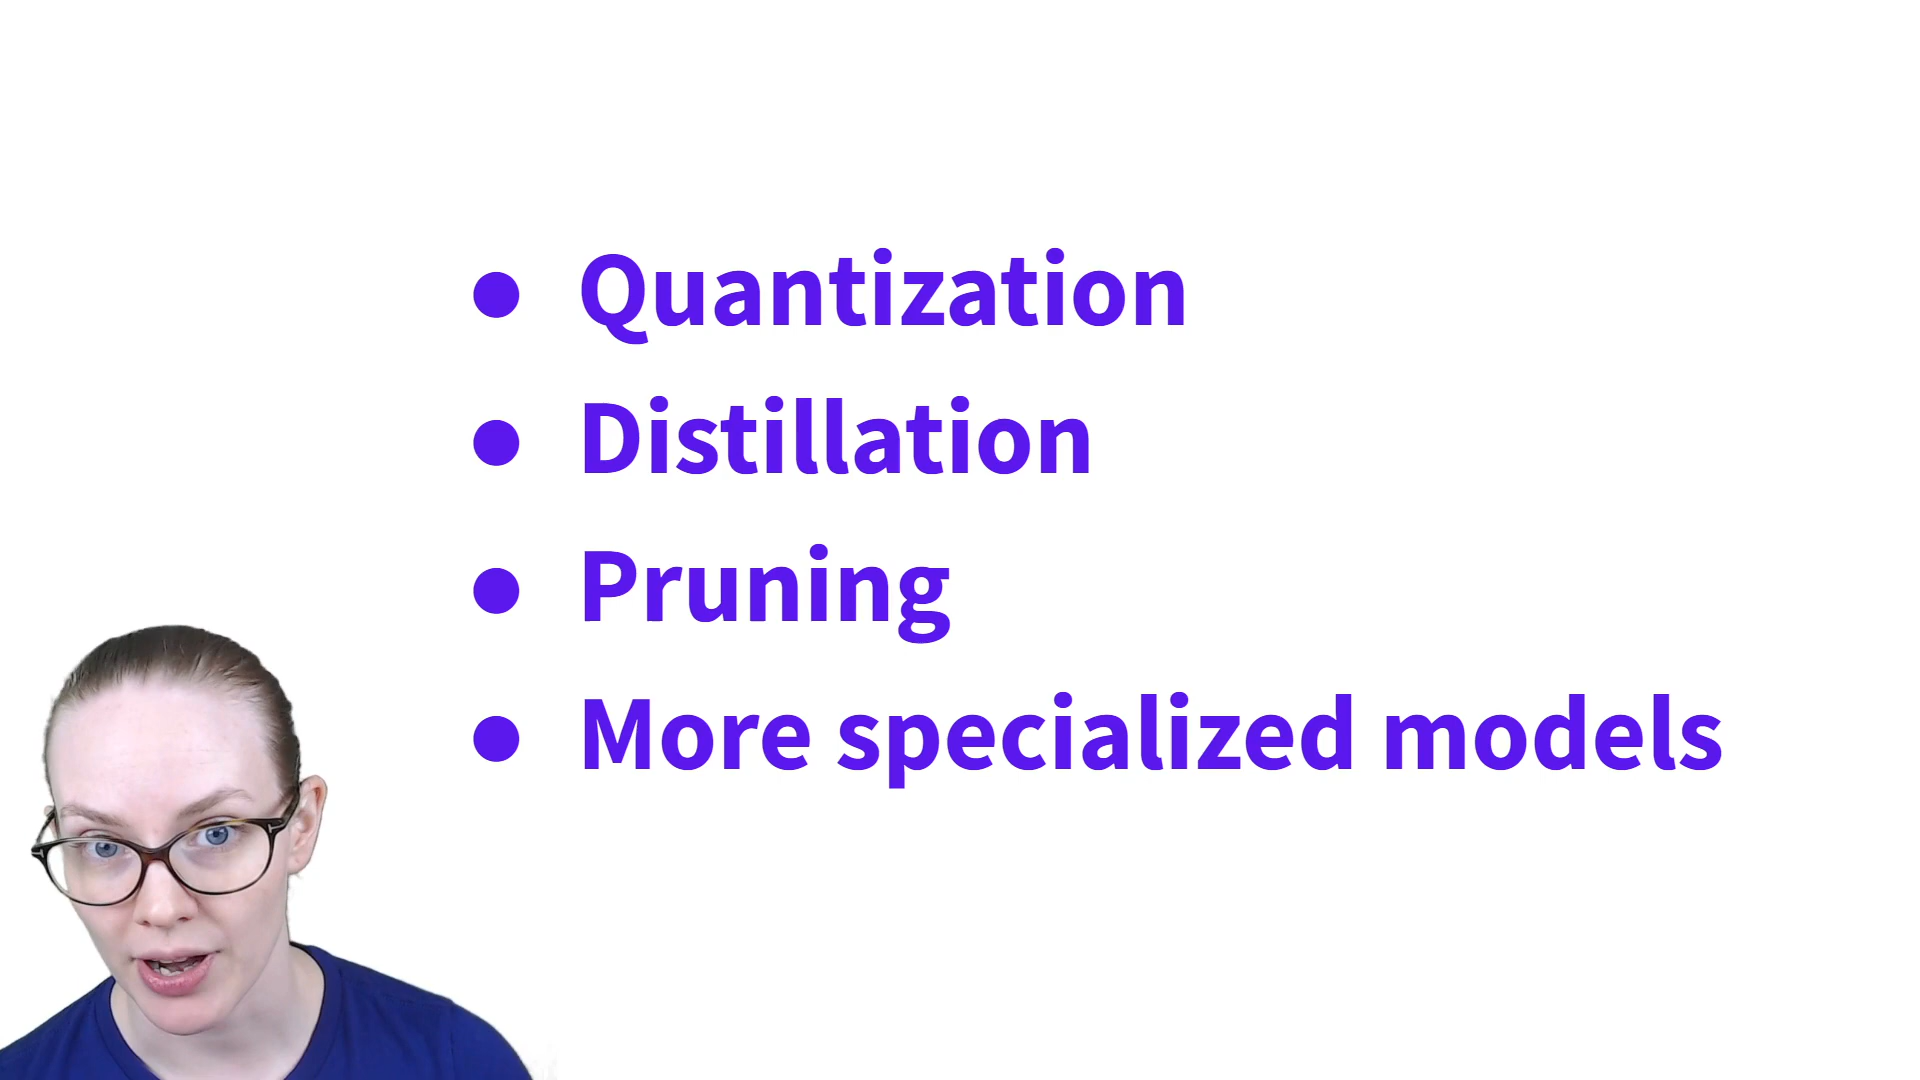 ● Quantization
● Distillation
● Pruning
● More specialized models